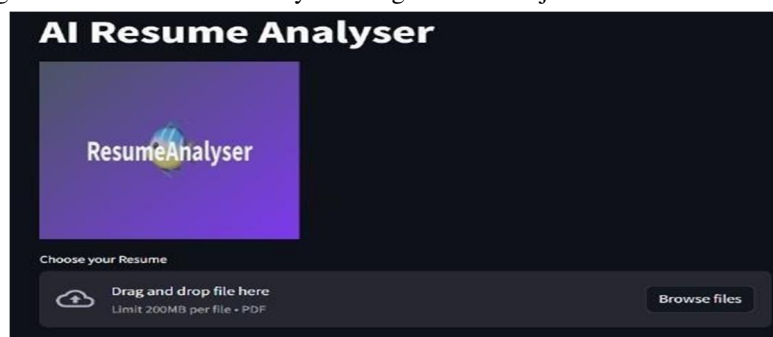 AI Resume Analyser
ResumeAnalyser
Choose your Resume
Drag and drop file here
Limit 200MB per file • PDF
Browse files